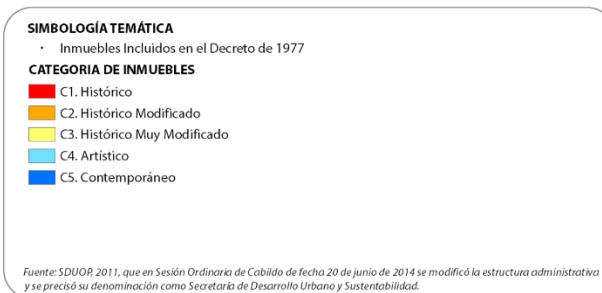 SIMBOLOGÍA TEMÁTICA
· Inmuebles Incluidos en el Decreto de 1977
CATEGORIA DE INMUEBLES
C1. Histórico
C2. Histórico Modificado
C3. Histórico Muy Modificado
C4. Artístico
C5. Contemporáneo
Fuente: SDUOP, 2011, que en Sesión Ordinaria de Cabildo de fecha 20 de junio de 2014 se modificó la estructura administrativa
y se precisó su denominación como Secretaría de Desarrollo Urbano y Sustentabilidad.